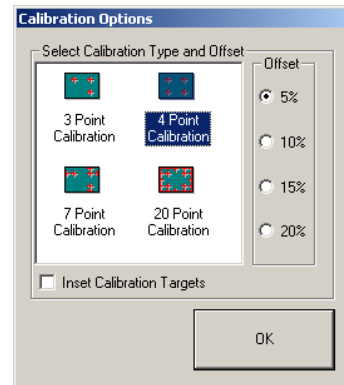 Calibration Options
Select Calibration Type and Offset
Offset
3 Point
Calibration
4 Point
Calibration
7 Point
Calibration
20 Point
Calibration
5%
10%
15%
20%
Inset Calibration Targets
OK